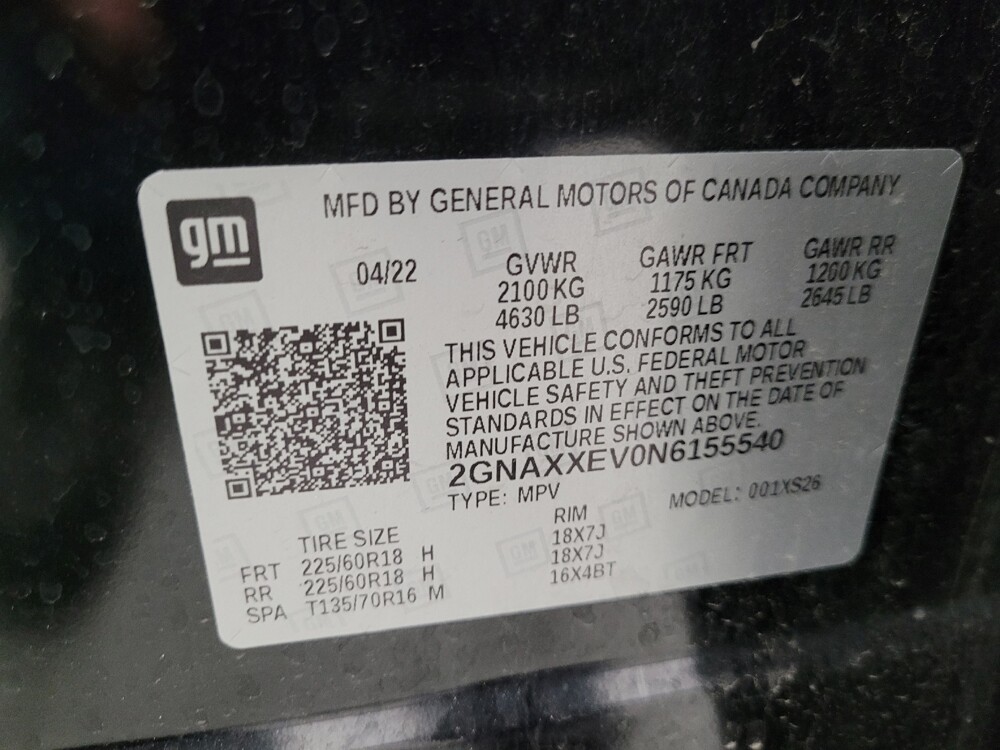 gm
MFD BY GENERAL MOTORS OF CANADA COMPANY
04/22
GVWR
2100 KG
4630 LB
GAWR FRT
1175 KG
2590 LB
GAWR RR
1200 KG
2645 LB
THIS VEHICLE CONFORMS TO ALL
APPLICABLE U.S. FEDERAL MOTOR
VEHICLE SAFETY AND THEFT PREVENTION
STANDARDS IN EFFECT ON THE DATE OF
MANUFACTURE SHOWN ABOVE.
2GNAXXEV0N6155540
TYPE: MPV
MODEL: 001XS26
TIRE SIZE
RIM
FRT 225/60R18 H 18X7J
RR 225/60R18 H 18X7J
SPA T135/70R16 M 16X4BT